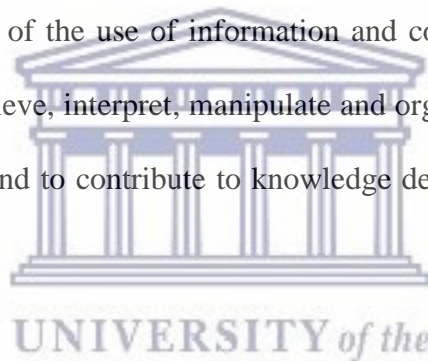 of the use of information and co
ieve, interpret, manipulate and org
nd to contribute to knowledge de
UNIVERSITY of the